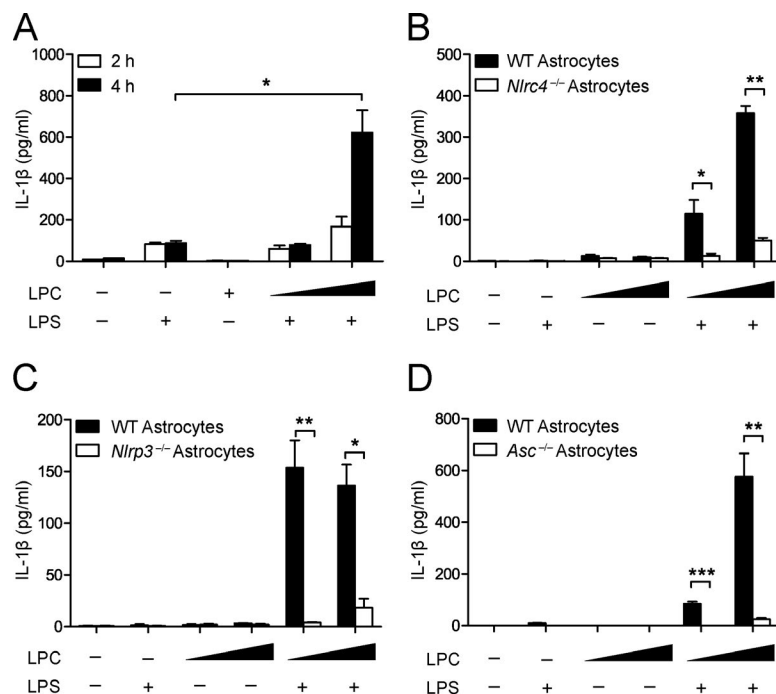 A
1000
800
600
400
200
0
IL-1β (pg/ml)
2 h
4 h
*
LPC – – +
LPS – + – + +
B
500
400
300
200
100
0
IL-1β (pg/ml)
WT Astrocytes
Nlrc4–/– Astrocytes
*
**
LPC – –
LPS – + – – + +
C
200
150
100
50
0
IL-1β (pg/ml)
WT Astrocytes
Nlrp3–/– Astrocytes
**
*
LPC – –
LPS – + – – + +
D
800
600
400
200
0
IL-1β (pg/ml)
WT Astrocytes
Asc–/– Astrocytes
***
**
LPC – –
LPS – + – – + +